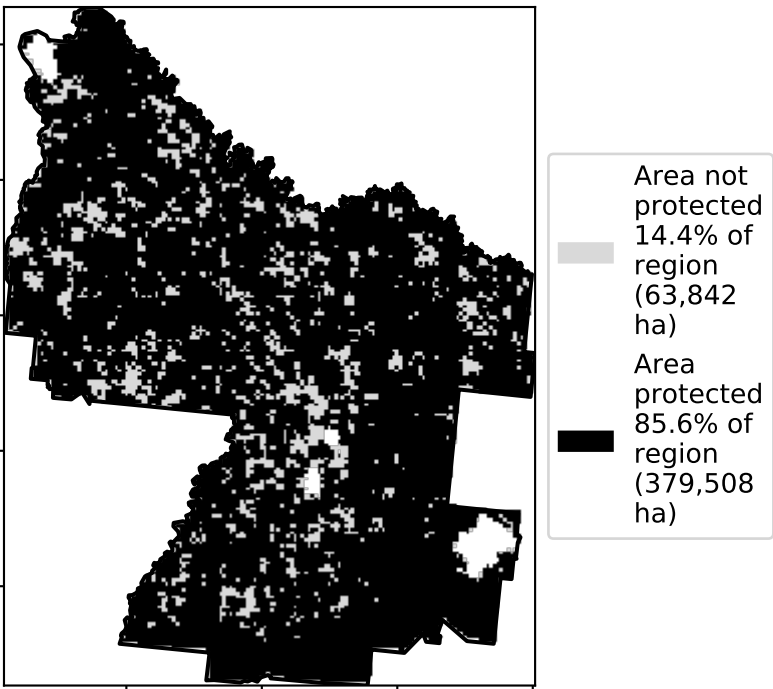 Area not
protected
14.4% of
region
(63,842
ha)
Area
protected
85.6% of
region
(379,508
ha)